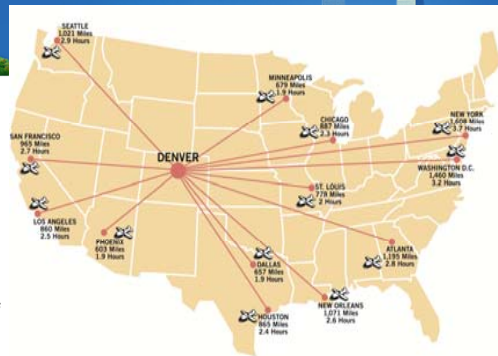 SEATTLE
1,021 Miles
2.9 Hours
MINNEAPOLIS
679 Miles
1.9 Hours
CHICAGO
887 Miles
2.3 Hours
NEW YORK
1,608 Miles
3.7 Hours
SAN FRANCISCO
965 Miles
2.7 Hours
DENVER
WASHINGTON D.C.
1,460 Miles
3.2 Hours
ST. LOUIS
778 Miles
2 Hours
LOS ANGELES
860 Miles
2.5 Hours
PHOENIX
603 Miles
1.9 Hours
ATLANTA
1,195 Miles
2.8 Hours
DALLAS
657 Miles
1.9 Hours
NEW ORLEANS
1,071 Miles
2.6 Hours
HOUSTON
865 Miles
2.4 Hours